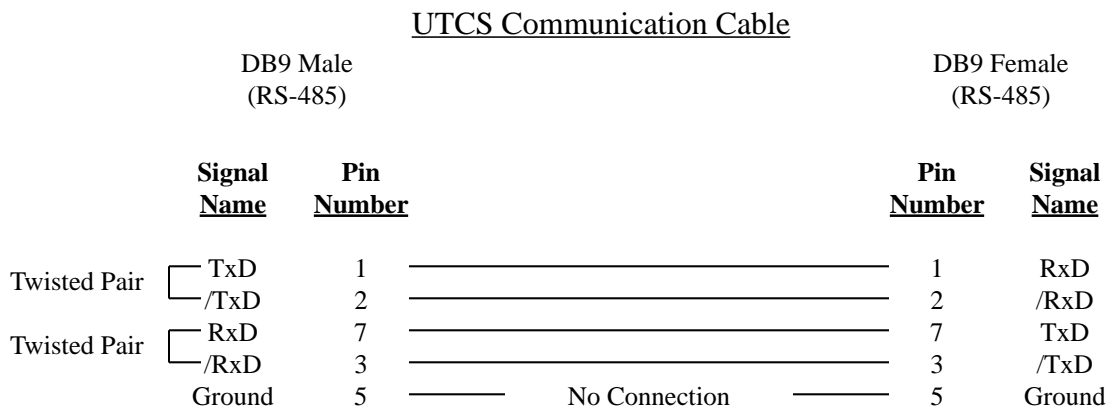 UTCS Communication Cable
DB9 Male DB9 Female
(RS-485) (RS-485)
Signal Pin Pin Signal
Name Number Number Name
Twisted Pair TxD 1 1 RxD
/TxD 2 2 /RxD
Twisted Pair RxD 7 7 TxD
/RxD 3 3 /TxD
Ground 5 No Connection 5 Ground